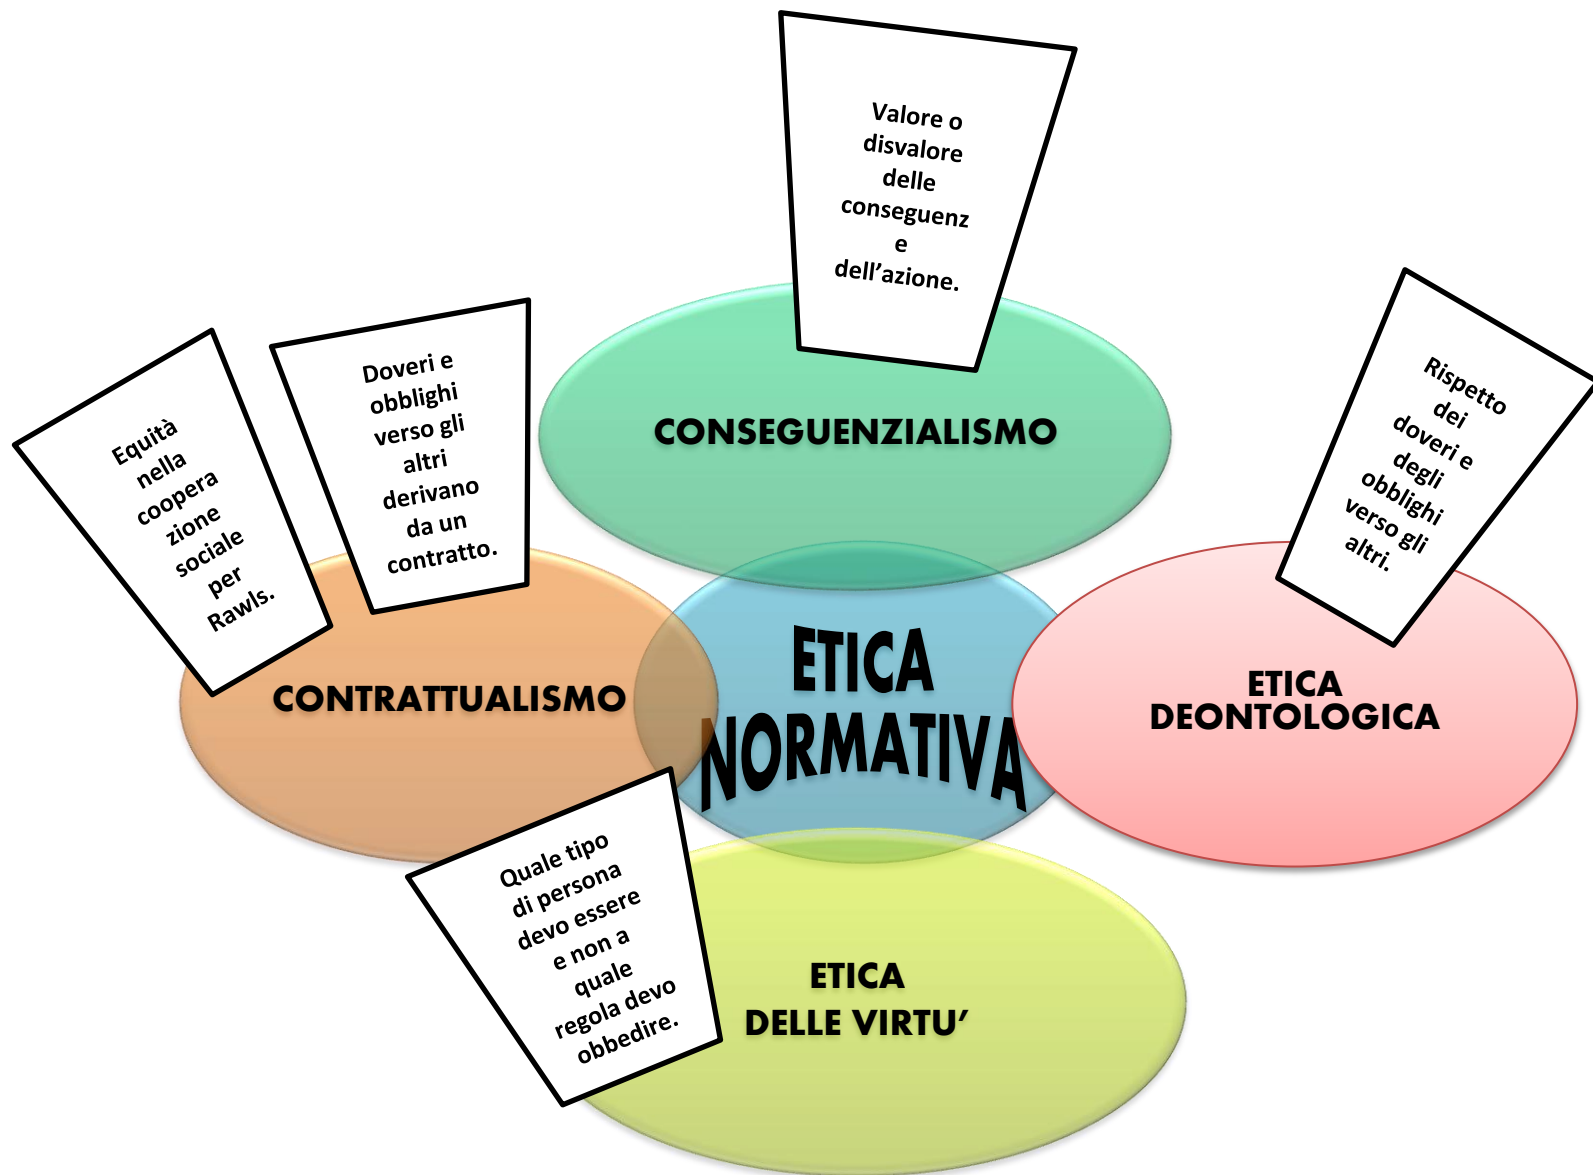 Valore o
disvalore
delle
conseguenz
e
dell’azione.
CONSEGUENZIALISMO
Equità
nella
coopera
zione
sociale
per
Rawls.
Doveri e
obblighi
verso gli
altri
derivano
da un
contratto.
CONTRATTUALISMO
ETICA
NORMATIVA
Rispetto
dei
doveri e
degli
obblighi
verso gli
altri.
ETICA
DEONTOLOGICA
Quale tipo
di persona
devo essere
e non a
quale
regola devo
obbedire.
ETICA
DELLE VIRTU’